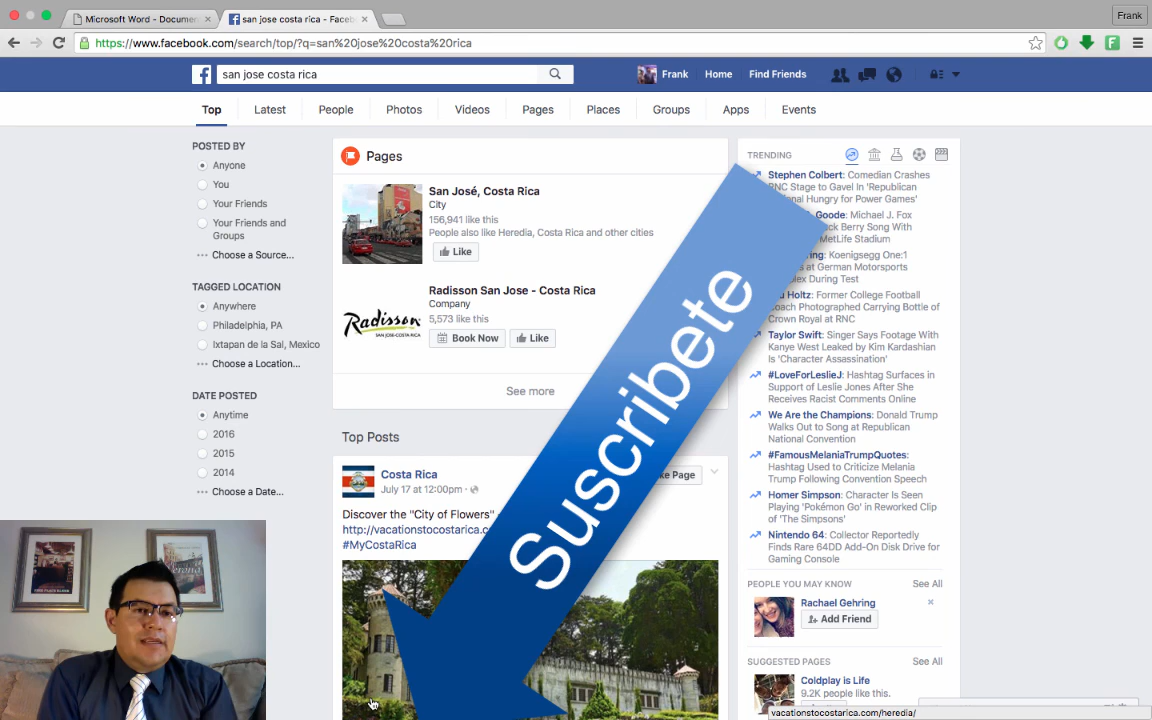 Microsoft Word - Documen
san jose costa rica - Faceb
Frank
https://www.facebook.com/search/top/?q=san%20jose%20costa%20rica
san jose costa rica
Frank
Home
Find Friends
Top
Latest
People
Photos
Videos
Pages
Places
Groups
Apps
Events
POSTED BY
Anyone
You
Your Friends
Your Friends and
Groups
Choose a Source...
TAGGED LOCATION
Anywhere
Philadelphia, PA
Ixtapan de la Sal, Mexico
Choose a Location...
DATE POSTED
Anytime
2016
2015
2014
Choose a Date...
Pages
San José, Costa Rica
City
156,941 like this
People also like Heredia, Costa Rica and other cities
Like
Radisson San Jose - Costa Rica
Company
5,573 like this
Book Now
Like
Radisson
SAN JOSE-COSTA RICA
See more
Top Posts
Costa Rica
July 17 at 12:00pm
ke Page
Discover the "City of Flowers"
http://vacationstocostarica.c
#MyCostaRica
Suscribete
TRENDING
Stephen Colbert: Comedian Crashes
RNC Stage to Gavel In 'Republican
National Hungry for Power Games'
Goode: Michael J. Fox
Berry Song With
MetLife Stadium
Koenigsegg One:1
at German Motorsports
During Test
Holtz: Former College Football
Coach Photographed Carrying Bottle of
Crown Royal at RNC
Taylor Swift: Singer Says Footage With
Kanye West Leaked by Kim Kardashian
Is 'Character Assassination'
#LoveForLeslieJ: Hashtag Surfaces in
Support of Leslie Jones After She
Receives Racist Comments Online
We Are the Champions: Donald Trump
Walks Out to Song at Republican
National Convention
#FamousMelaniaTrumpQuotes:
Hashtag Used to Criticize Melania
Trump Following Convention Speech
Homer Simpson: Character Is Seen
Playing 'Pokémon Go' in Reworked Clip
of 'The Simpsons'
Nintendo 64: Collector Reportedly
Finds Rare 64DD Add-On Disk Drive for
Gaming Console
PEOPLE YOU MAY KNOW
See All
Rachael Gehring
Add Friend
SUGGESTED PAGES
See All
Coldplay is Life
9.2K people like this.
vacationstocostarica.com/heredia/